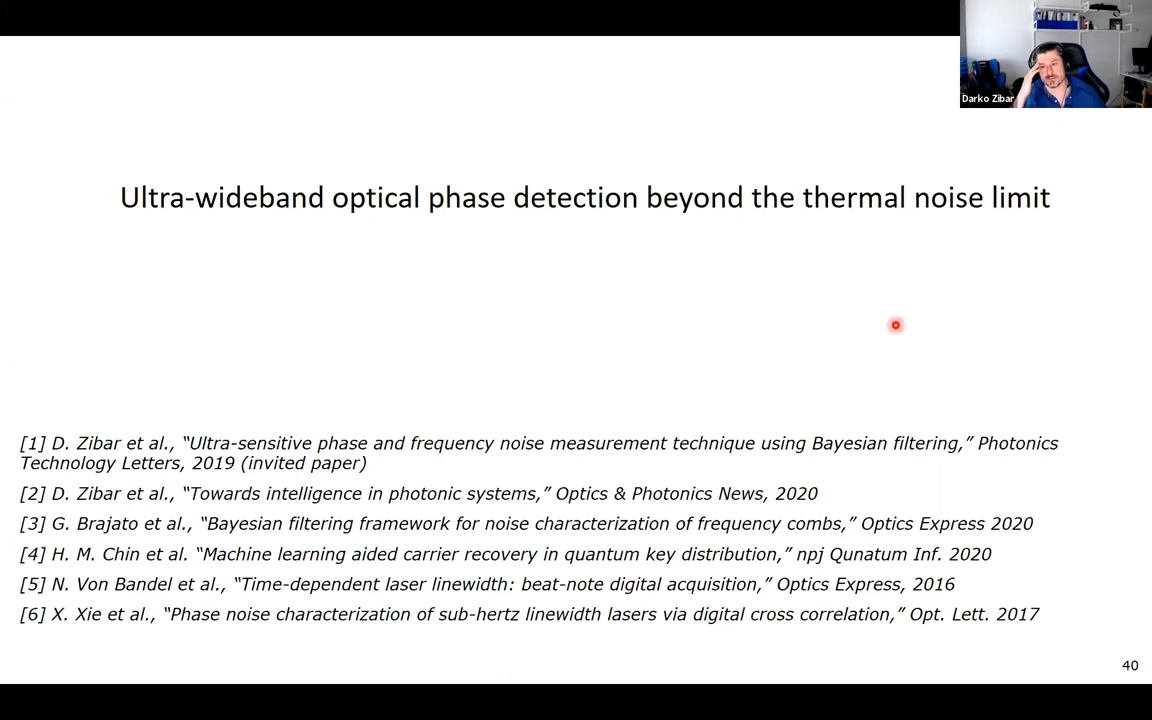 Darko Zibar
Ultra-wideband optical phase detection beyond the thermal noise limit
[1] D. Zibar et al., “Ultra-sensitive phase and frequency noise measurement technique using Bayesian filtering,” Photonics
Technology Letters, 2019 (invited paper)
[2] D. Zibar et al., “Towards intelligence in photonic systems,” Optics & Photonics News, 2020
[3] G. Brajato et al., “Bayesian filtering framework for noise characterization of frequency combs,” Optics Express 2020
[4] H. M. Chin et al. “Machine learning aided carrier recovery in quantum key distribution,” npj Qunatum Inf. 2020
[5] N. Von Bandel et al., “Time-dependent laser linewidth: beat-note digital acquisition,” Optics Express, 2016
[6] X. Xie et al., “Phase noise characterization of sub-hertz linewidth lasers via digital cross correlation,” Opt. Lett. 2017
40